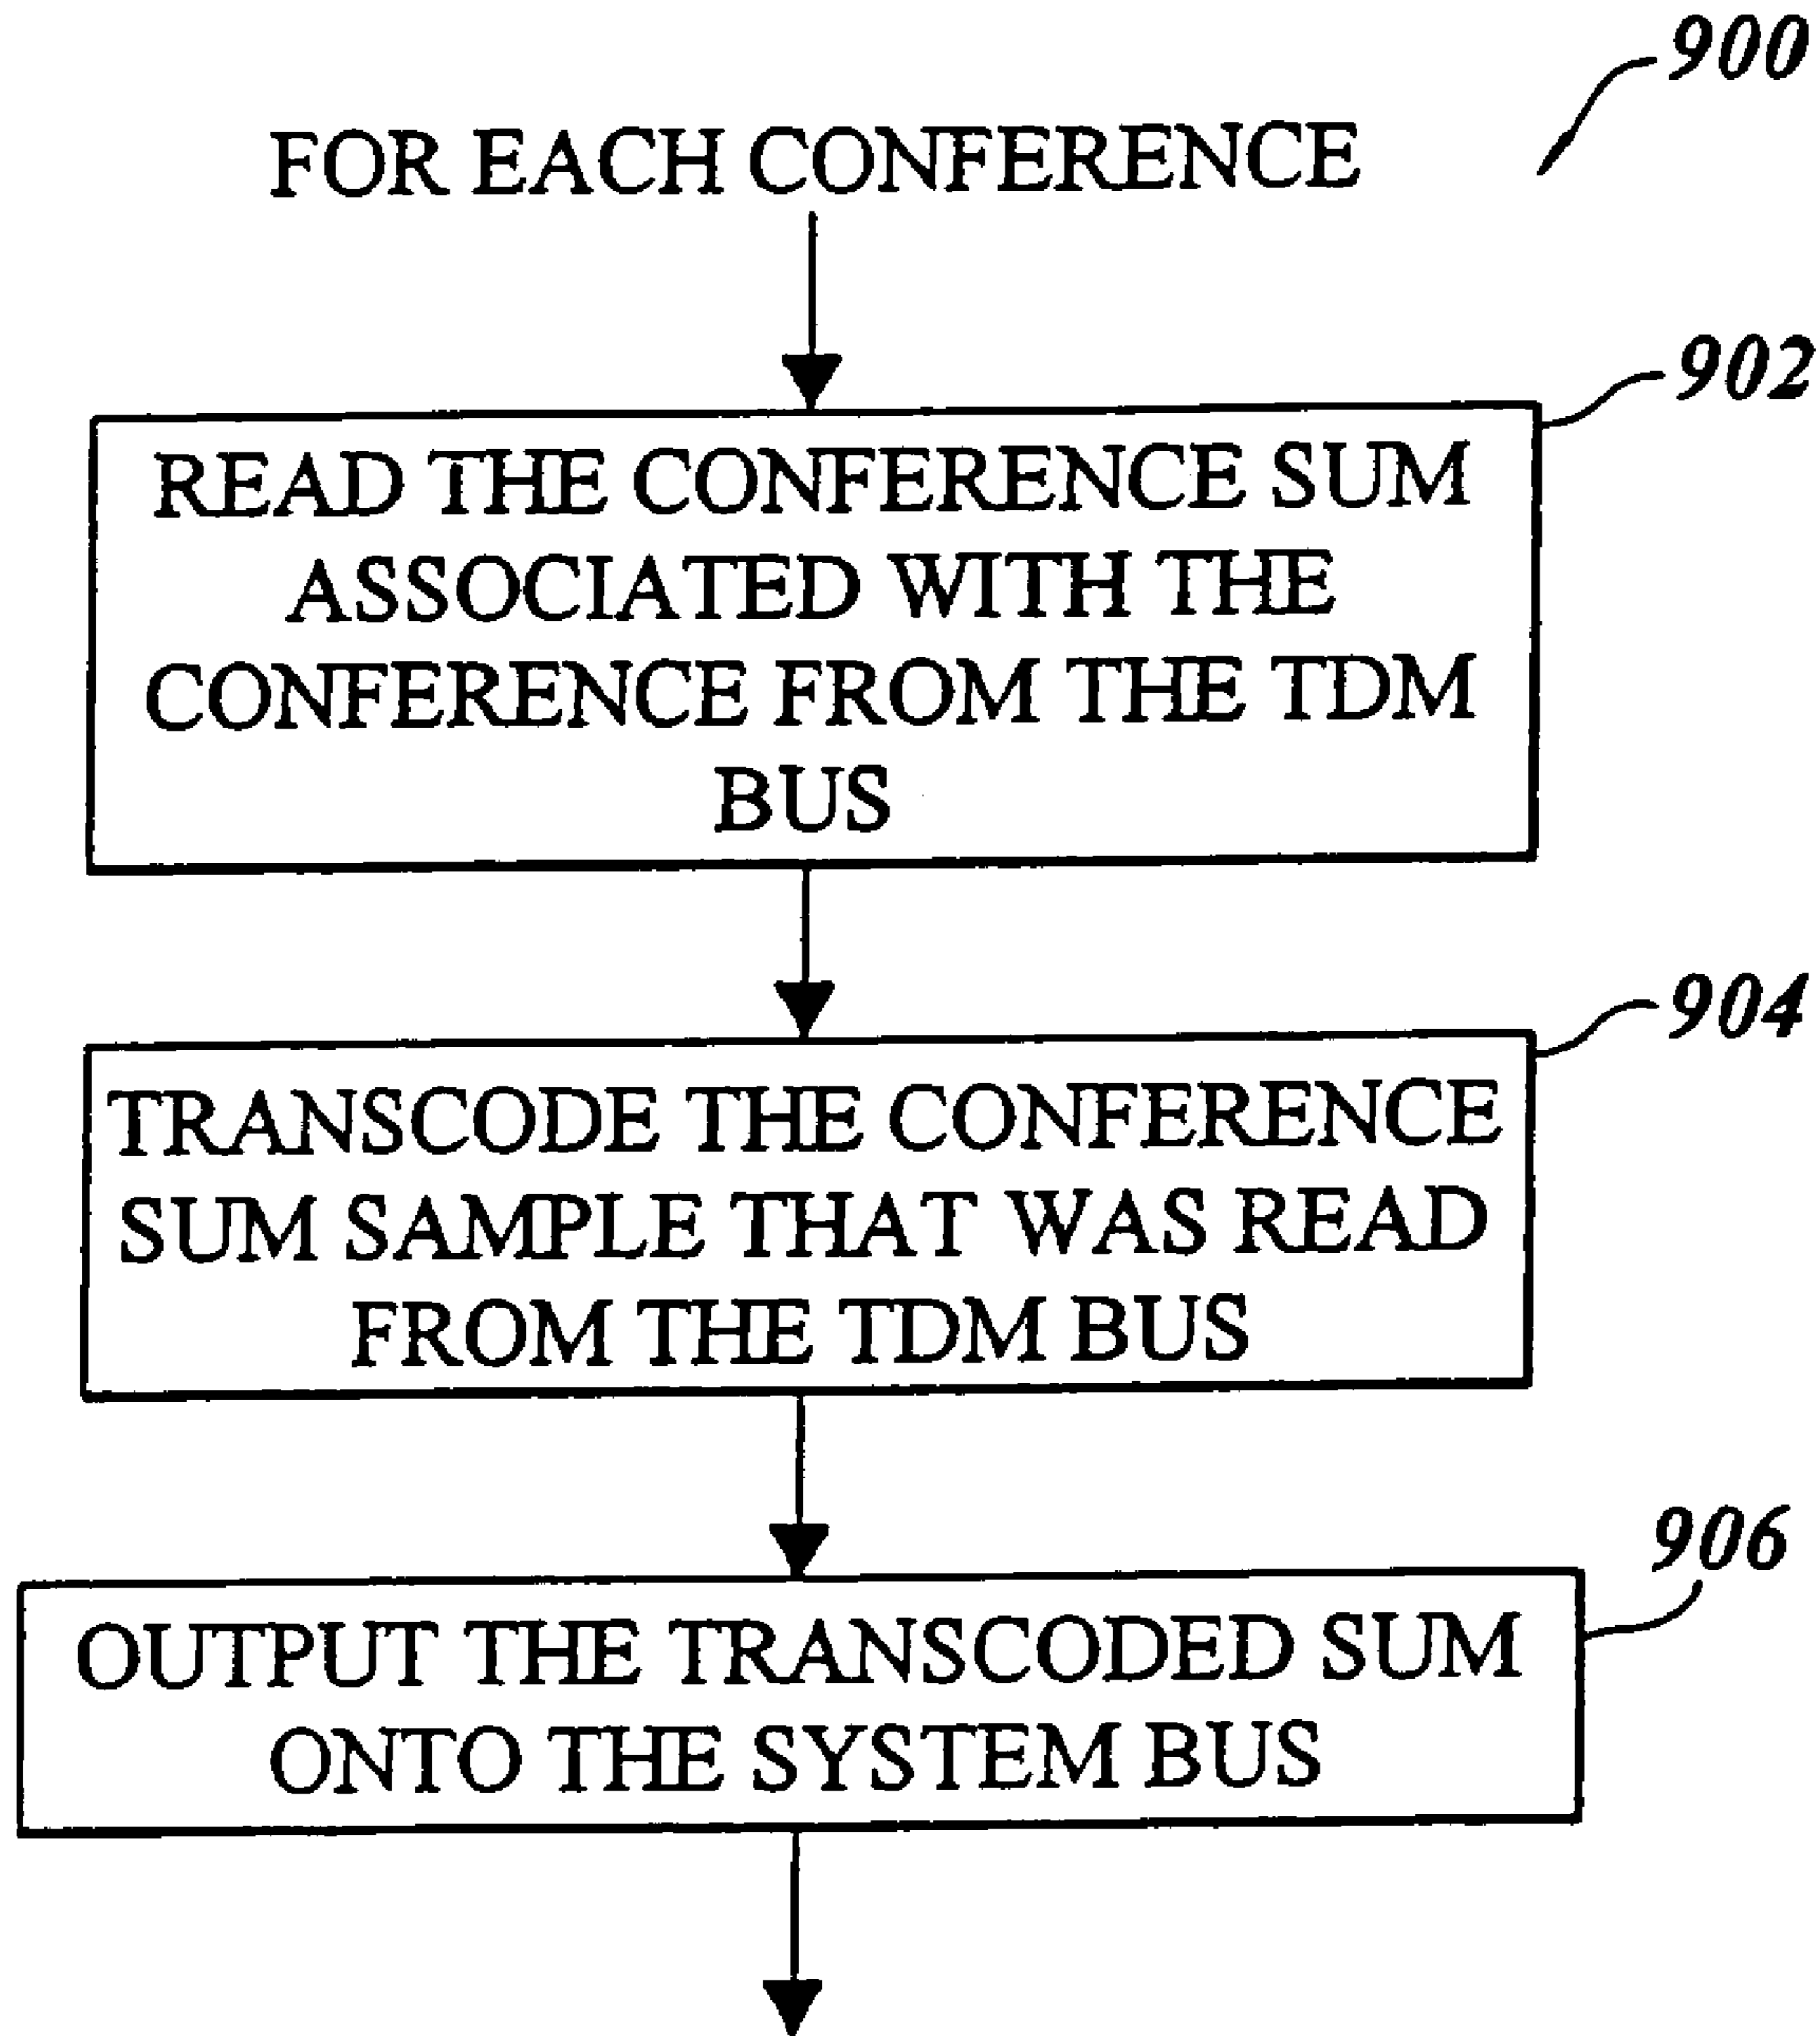 900
FOR EACH CONFERENCE
902
READ THE CONFERENCE SUM
ASSOCIATED WITH THE
CONFERENCE FROM THE TDM
BUS
904
TRANSCODE THE CONFERENCE
SUM SAMPLE THAT WAS READ
FROM THE TDM BUS
906
OUTPUT THE TRANSCODED SUM
ONTO THE SYSTEM BUS